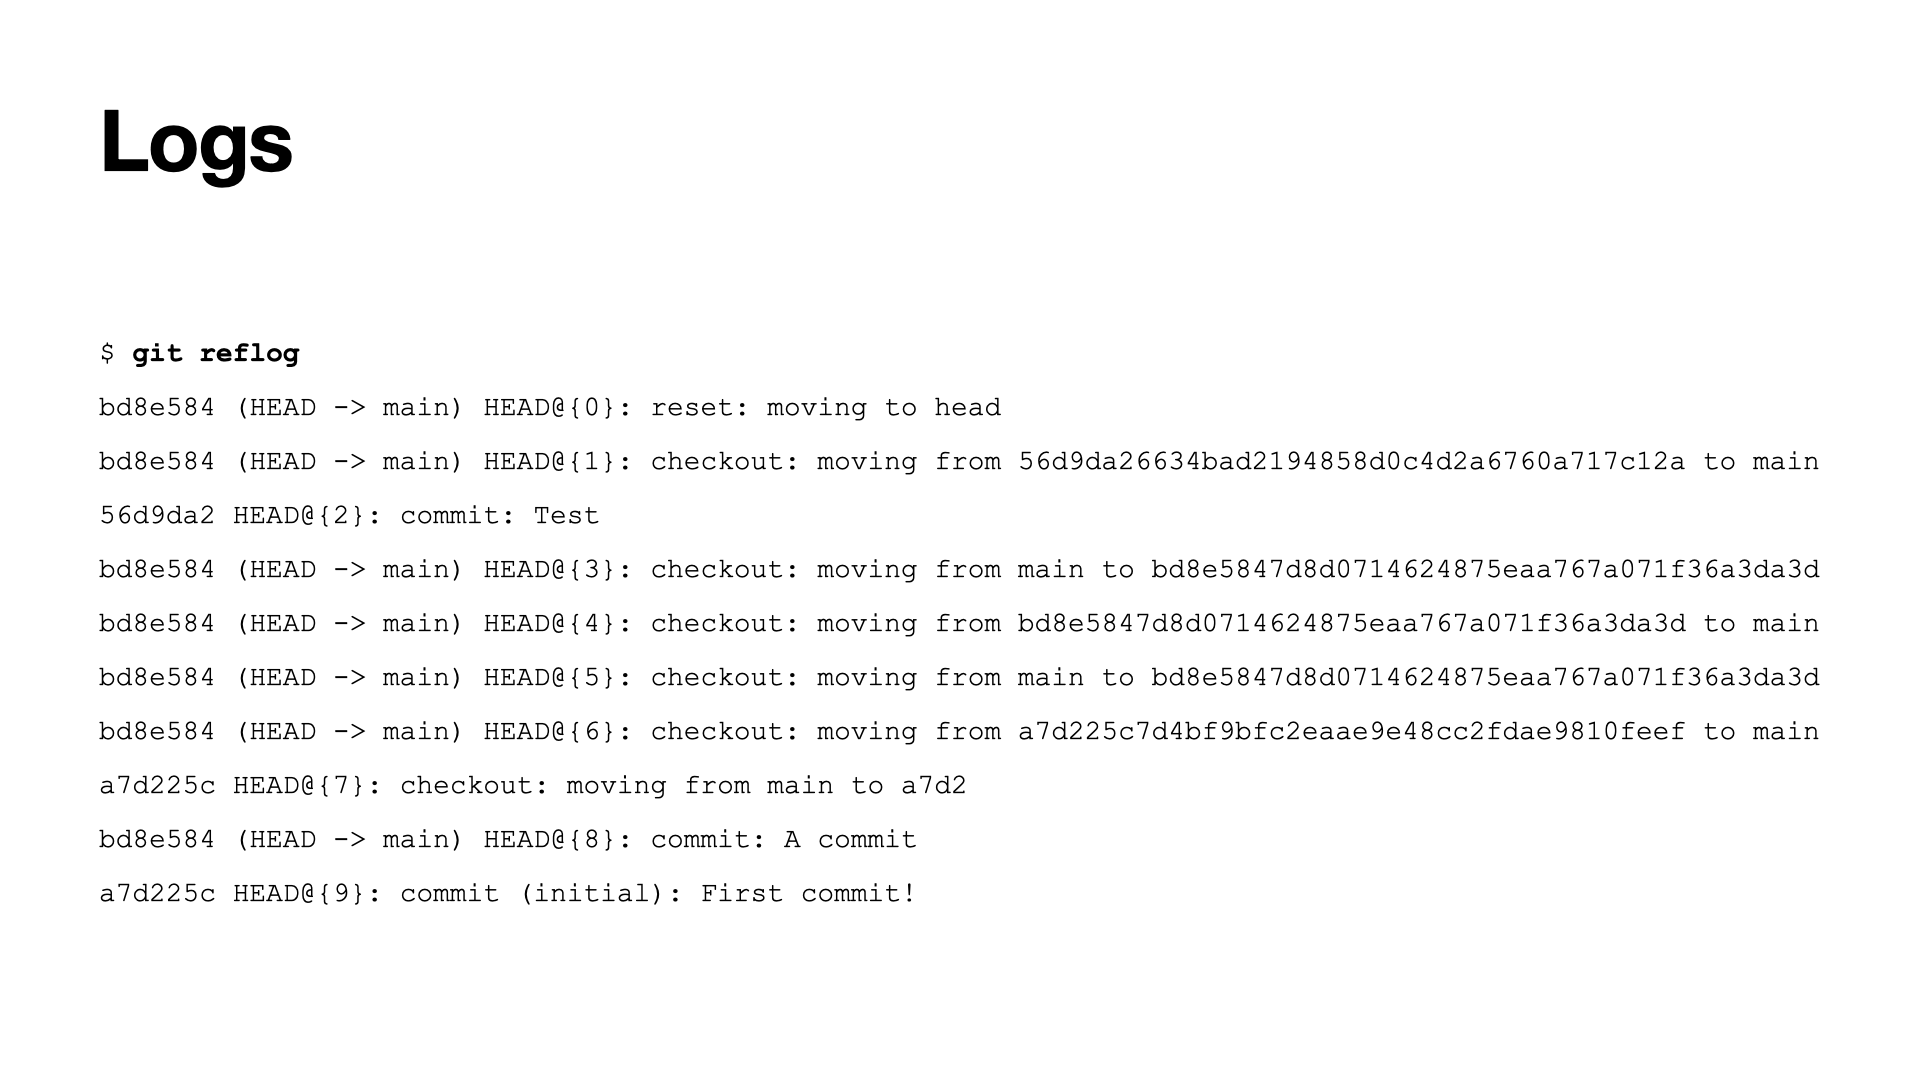 Logs
$ git reflog
bd8e584 (HEAD -> main) HEAD@{0}: reset: moving to head
bd8e584 (HEAD -> main) HEAD@{1}: checkout: moving from 56d9da26634bad2194858d0c4d2a6760a717c12a to main
56d9da2 HEAD@{2}: commit: Test
bd8e584 (HEAD -> main) HEAD@{3}: checkout: moving from main to bd8e5847d8d0714624875eaa767a071f36a3da3d
bd8e584 (HEAD -> main) HEAD@{4}: checkout: moving from bd8e5847d8d0714624875eaa767a071f36a3da3d to main
bd8e584 (HEAD -> main) HEAD@{5}: checkout: moving from main to bd8e5847d8d0714624875eaa767a071f36a3da3d
bd8e584 (HEAD -> main) HEAD@{6}: checkout: moving from a7d225c7d4bf9bfc2eaae9e48cc2fdae9810feef to main
a7d225c HEAD@{7}: checkout: moving from main to a7d2
bd8e584 (HEAD -> main) HEAD@{8}: commit: A commit
a7d225c HEAD@{9}: commit (initial): First commit!